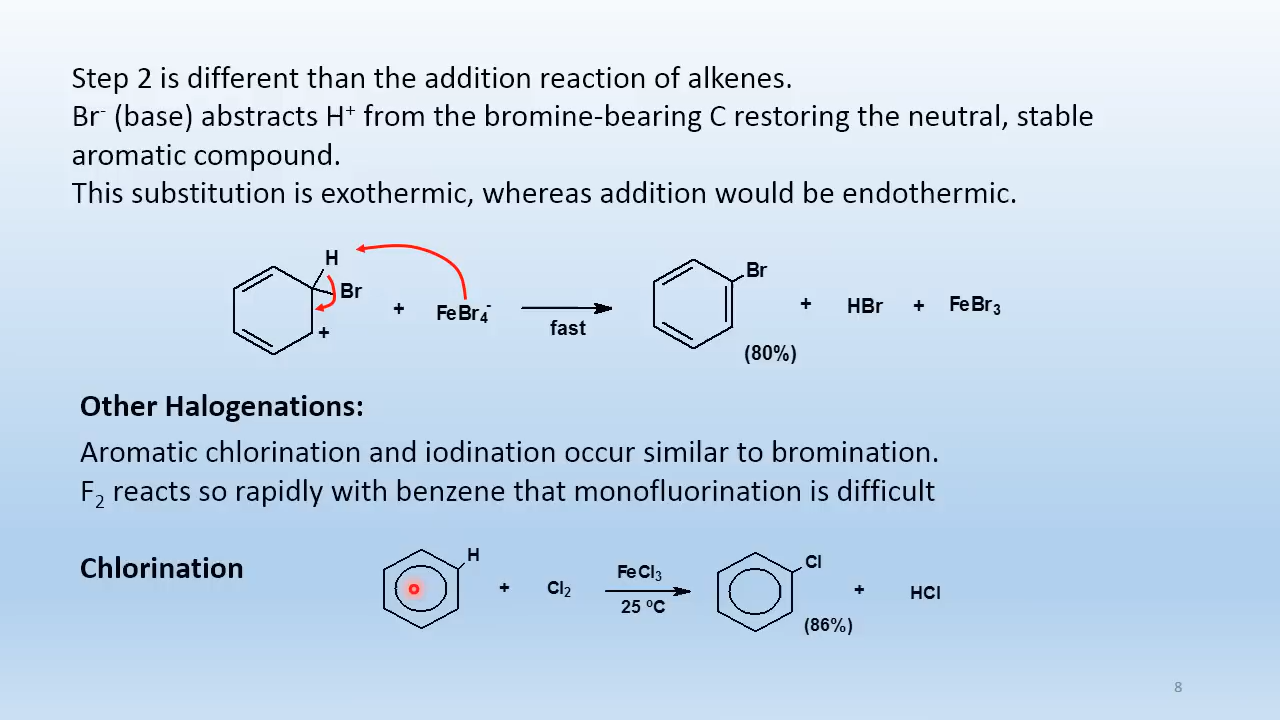 Step 2 is different than the addition reaction of alkenes.
Br⁻ (base) abstracts H⁺ from the bromine-bearing C restoring the neutral, stable
aromatic compound.
This substitution is exothermic, whereas addition would be endothermic.
H
Br
+
+ FeBr₄⁻
fast
Br
+ HBr + FeBr₃
(80%)
Other Halogenations:
Aromatic chlorination and iodination occur similar to bromination.
F₂ reacts so rapidly with benzene that monofluorination is difficult
Chlorination
H
+ Cl₂
FeCl₃
25 ºC
Cl
+ HCl
(86%)
8